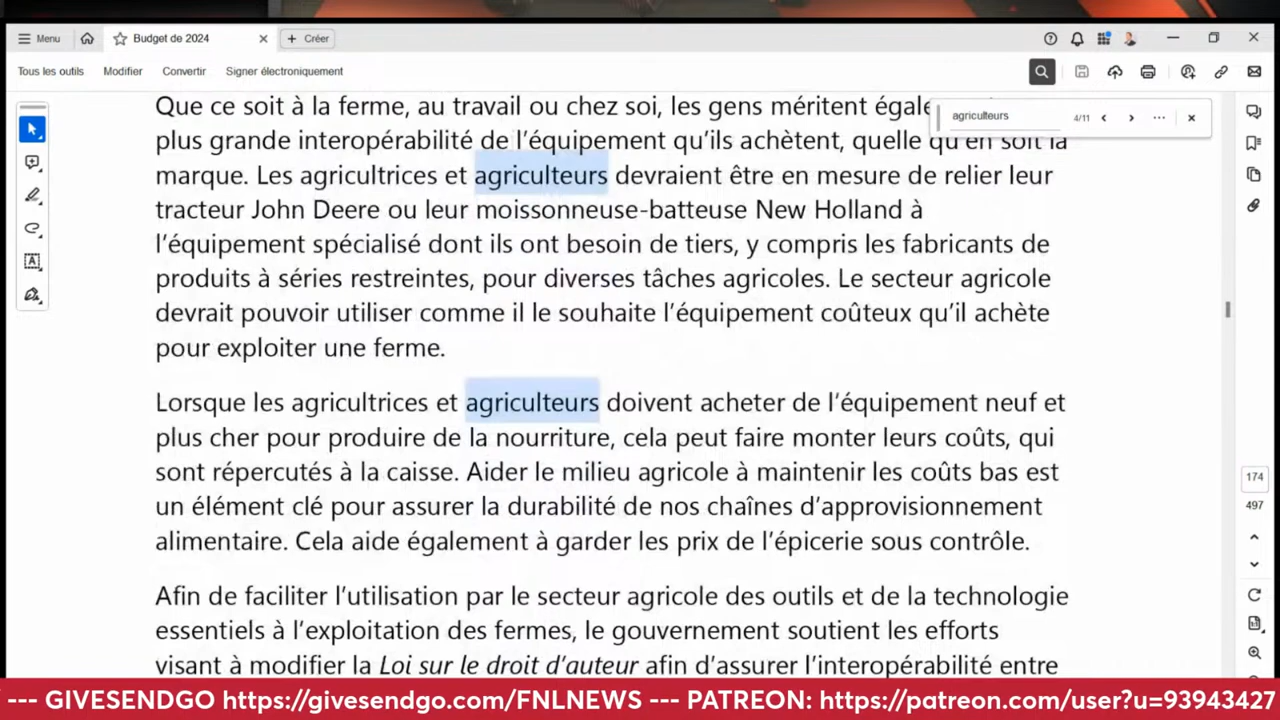 Menu
Budget de 2024
Créer
Tous les outils Modifier Convertir Signer électroniquement
agriculteurs 4/11
Que ce soit à la ferme, au travail ou chez soi, les gens méritent
plus grande interopérabilité de l'équipement qu'ils achètent, quelle qu'en soit la
marque. Les agricultrices et agriculteurs devraient être en mesure de relier leur
tracteur John Deere ou leur moissonneuse-batteuse New Holland à
l'équipement spécialisé dont ils ont besoin de tiers, y compris les fabricants de
produits à séries restreintes, pour diverses tâches agricoles. Le secteur agricole
devrait pouvoir utiliser comme il le souhaite l'équipement coûteux qu'il achète
pour exploiter une ferme.
Lorsque les agricultrices et agriculteurs doivent acheter de l'équipement neuf et
plus cher pour produire de la nourriture, cela peut faire monter leurs coûts, qui
sont répercutés à la caisse. Aider le milieu agricole à maintenir les coûts bas est
un élément clé pour assurer la durabilité de nos chaînes d'approvisionnement
alimentaire. Cela aide également à garder les prix de l'épicerie sous contrôle.
Afin de faciliter l'utilisation par le secteur agricole des outils et de la technologie
essentiels à l'exploitation des fermes, le gouvernement soutient les efforts
visant à modifier la Loi sur le droit d'auteur afin d'assurer l'interopérabilité entre
174
497
--- GIVESENDGO https://givesendgo.com/FNLNEWS --- PATREON: https://patreon.com/user?u=93943427